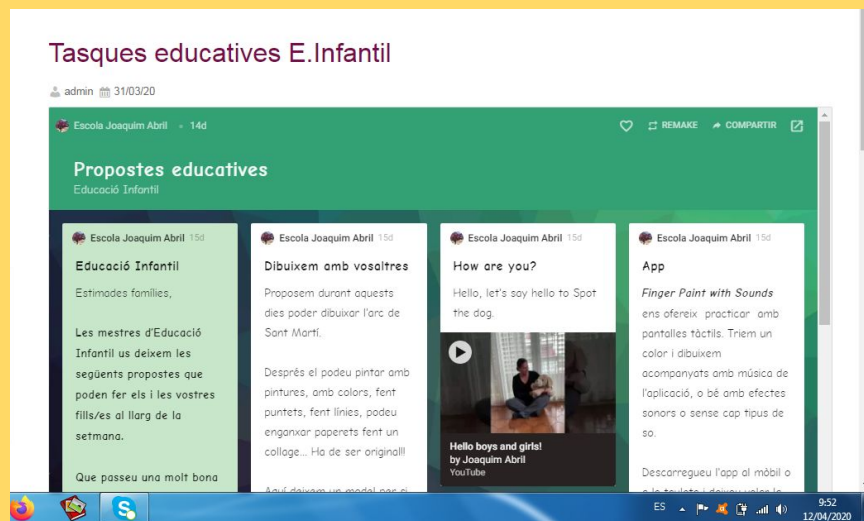 Tasques educatives E.Infantil
admin 31/03/20
Escola Joaquim Abril • 14d
REMAKE COMPARTIR
Propostes educatives
Educació Infantil
Escola Joaquim Abril 15d
Educació Infantil
Estimades famílies,
Les mestres d'Educació
Infantil us deixem les
següents propostes que
poden fer els i les vostres
fills/es al llarg de la
setmana.
Que passeu una molt bona
Escola Joaquim Abril 15d
Dibuixem amb vosaltres
Proposem durant aquests
dies poder dibuixar l'arc de
Sant Martí.
Després el podeu pintar amb
pintures, amb colors, fent
puntets, fent línies, podeu
enganxar paperets fent un
collage... Ha de ser original!!
Aquí deixem un model per si
Escola Joaquim Abril 15d
How are you?
Hello, let's say hello to Spot
the dog.
Hello boys and girls!
by Joaquim Abril
YouTube
Escola Joaquim Abril 15d
App
Finger Paint with Sounds
ens ofereix practicar amb
pantalles tàctils. Triem un
color i dibuixem
acompanyats amb música de
l'aplicació, o bé amb efectes
sonors o sense cap tipus de
so.
Descarregueu l'app al mòbil o
ES
9:52
12/04/2020